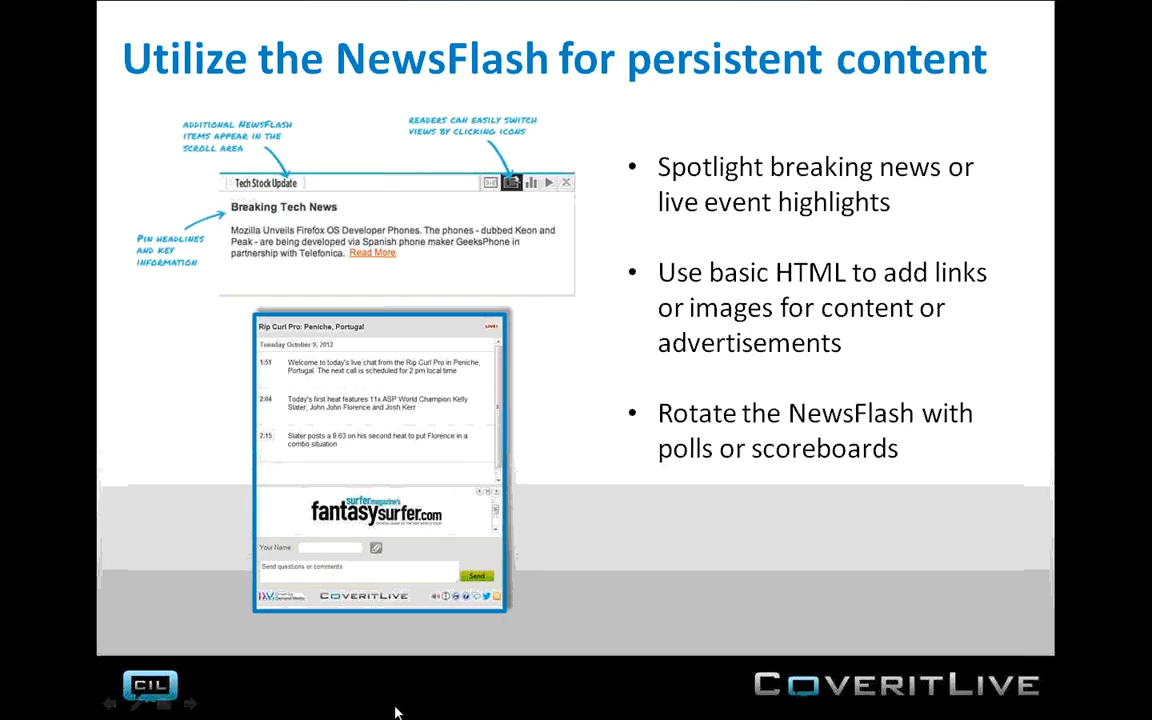 Utilize the NewsFlash for persistent content
ADDITIONAL NEWSFLASH
ITEMS APPEAR IN THE
SCROLL AREA
READERS CAN EASILY SWITCH
VIEWS BY CLICKING ICONS
Tech Stock Update
Breaking Tech News
Mozilla Unveils Firefox OS Developer Phones. The phones - dubbed Keon and
Peak - are being developed via Spanish phone maker GeeksPhone in
partnership with Telefonica. Read More
PIN HEADLINES
AND KEY
INFORMATION
Rip Curl Pro: Peniche, Portugal
LIVE!
Tuesday October 9, 2012
1:51 Welcome to today's live chat from the Rip Curl Pro in Peniche,
Portugal. The next call is scheduled for 2 pm local time
2:04 Today's first heat features 11x ASP World Champion Kelly
Slater, John John Florence and Josh Kerr
2:15 Slater posts a 9.63 on his second heat to put Florence in a
combo situation
surfermagazine's
fantasysurfer.com
Your Name
Send questions or comments
Send
Demand Media
COVERITLIVE
• Spotlight breaking news or
live event highlights
• Use basic HTML to add links
or images for content or
advertisements
• Rotate the NewsFlash with
polls or scoreboards
CIL
COVERITLIVE